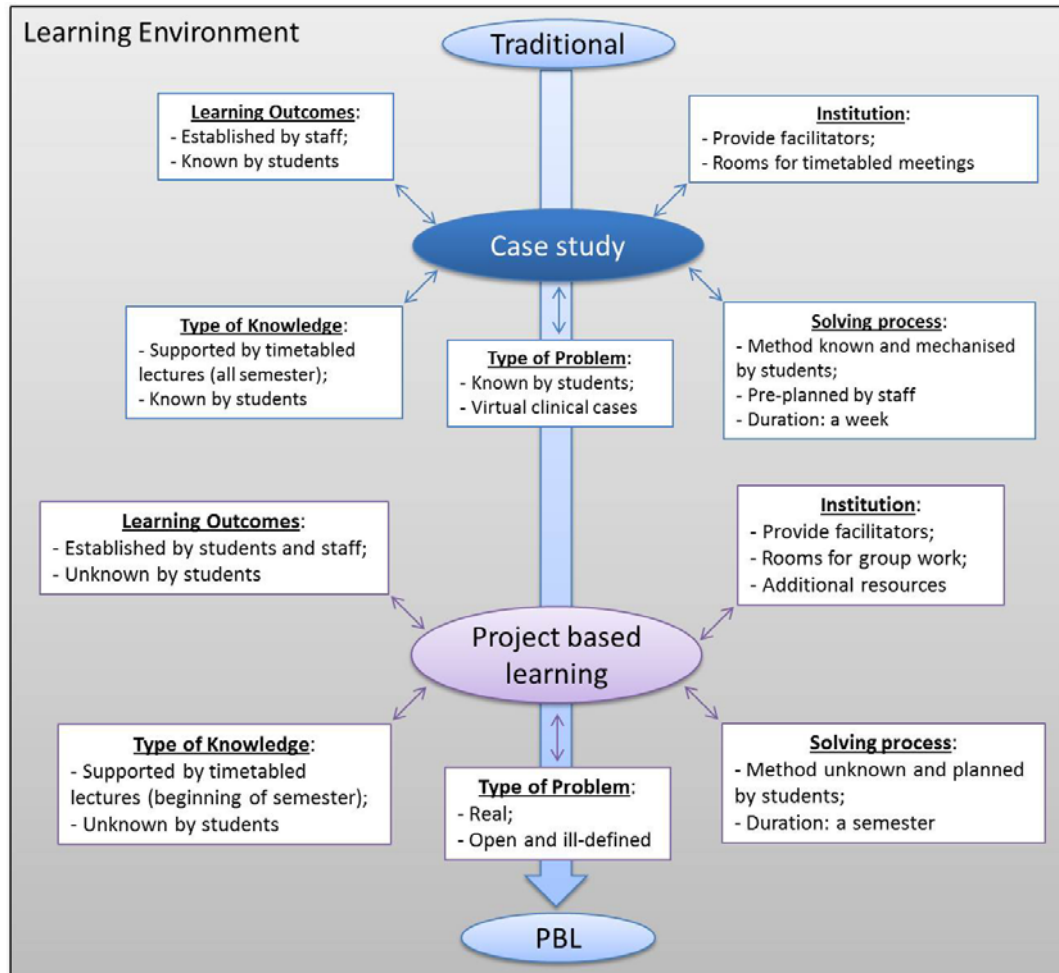 Learning Environment
Traditional
Learning Outcomes:
- Established by staff;
- Known by students
Institution:
- Provide facilitators;
- Rooms for timetabled meetings
Case study
Type of Knowledge:
- Supported by timetabled
lectures (all semester);
- Known by students
Type of Problem:
- Known by students;
- Virtual clinical cases
Solving process:
- Method known and mechanised
by students;
- Pre-planned by staff
- Duration: a week
Learning Outcomes:
- Established by students and staff;
- Unknown by students
Institution:
- Provide facilitators;
- Rooms for group work;
- Additional resources
Project based
learning
Type of Knowledge:
- Supported by timetabled
lectures (beginning of semester);
- Unknown by students
Type of Problem:
- Real;
- Open and ill-defined
Solving process:
- Method unknown and planned
by students;
- Duration: a semester
PBL